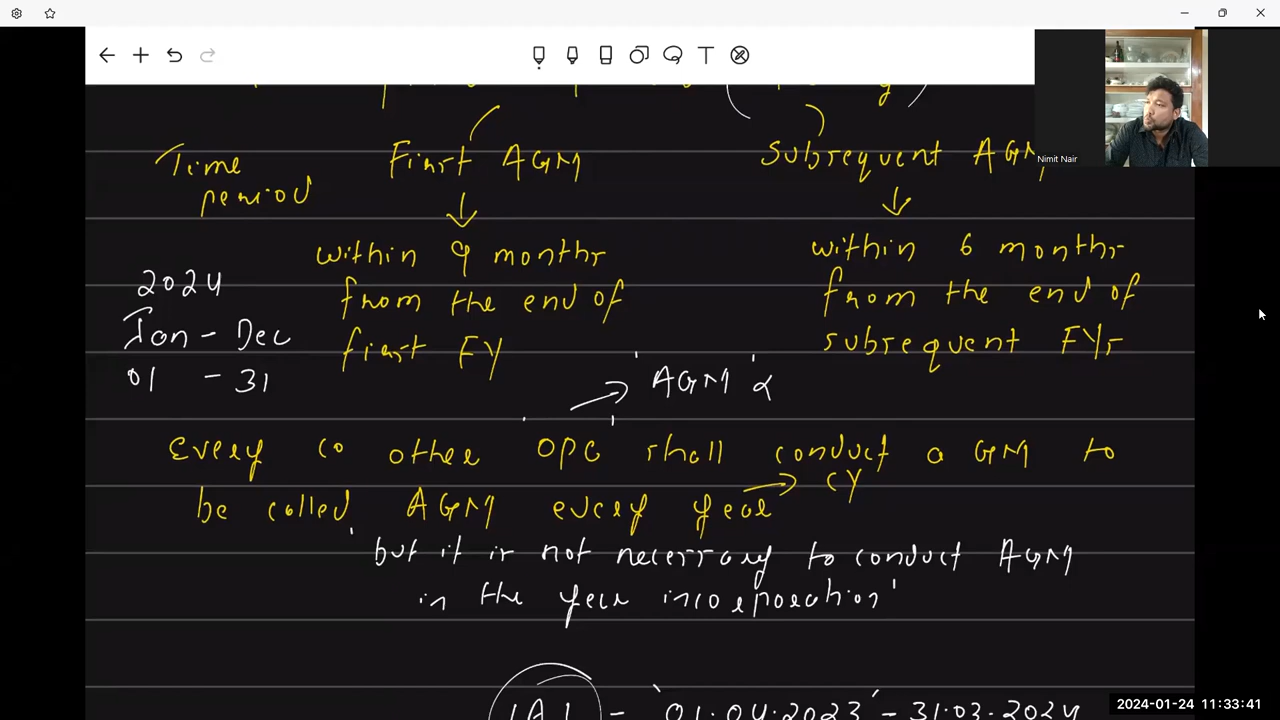 Time period
First AGM
Subsequent AGM
Nimit Nair
within 9 months from the end of first FY
within 6 months from the end of subsequent FYs
2024
Jan - Dec
01 - 31
'AGM' α
Every co other OPC shall conduct a GM to
be called AGM every year → CY
'but it is not necessary to conduct AGM
in the year incorporation'
'A' - '01.04.2023' - 31.03.2024
2024-01-24 11:33:41